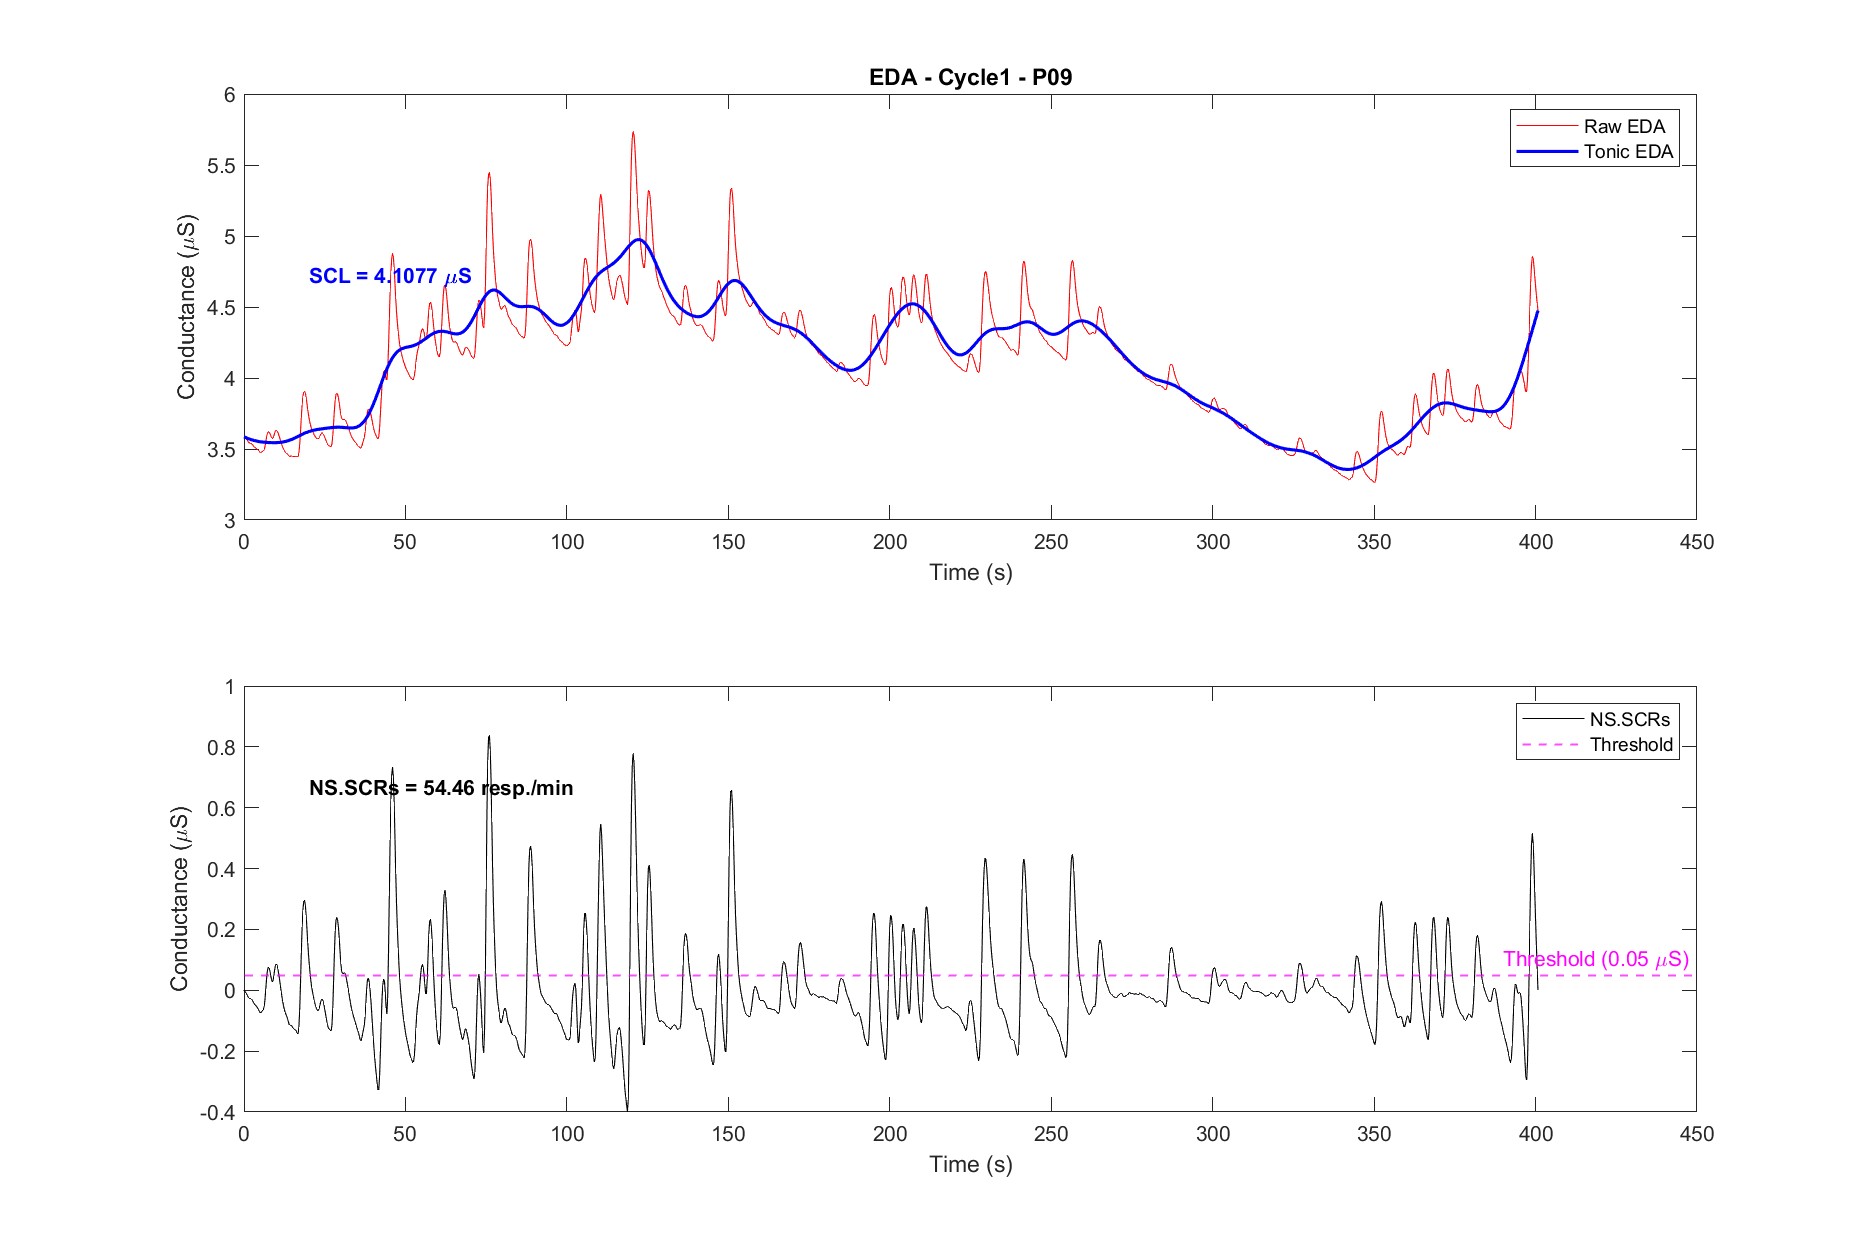 EDA - Cycle1 - P09
6
5.5
5
4.5
4
3.5
3
Conductance (μS)
SCL = 4.1077 μS
Raw EDA
Tonic EDA
0 50 100 150 200 250 300 350 400 450
Time (s)
1
0.8
0.6
0.4
0.2
0
-0.2
-0.4
Conductance (μS)
NS.SCRs = 54.46 resp./min
NS.SCRs
Threshold
Threshold (0.05 μS)
0 50 100 150 200 250 300 350 400 450
Time (s)